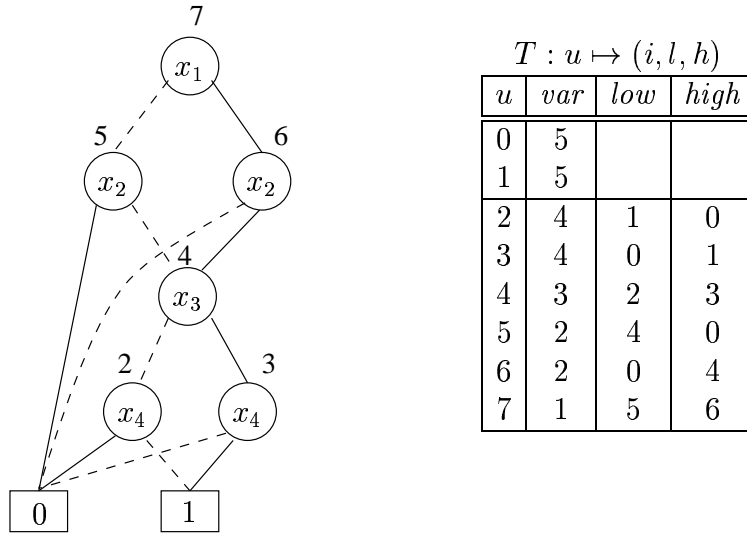 7
x₁
5
6
x₂
x₂
4
x₃
2
3
x₄
x₄
0
1
T : u ↦ (i, l, h)
u var low high
0 5
1 5
2 4 1 0
3 4 0 1
4 3 2 3
5 2 4 0
6 2 0 4
7 1 5 6